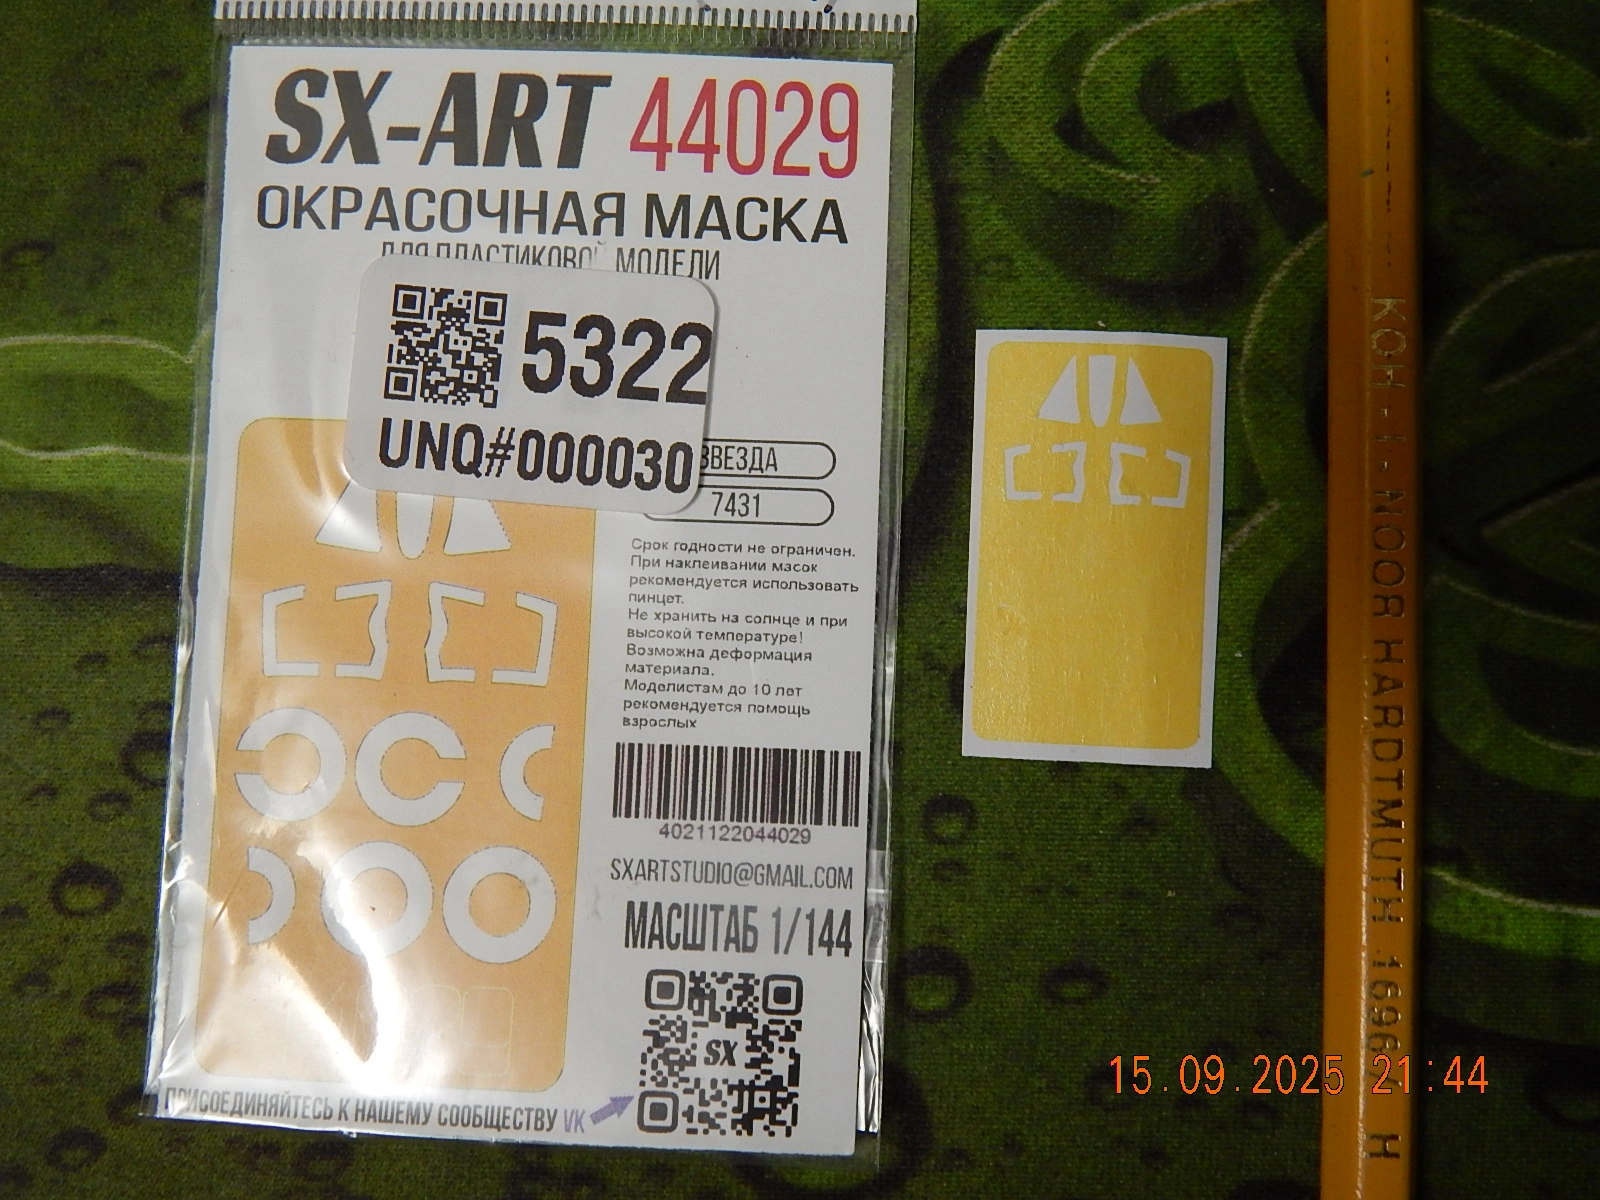 SX-ART 44029
ОКРАСОЧНАЯ МАСКА
ДЛЯ ПЛАСТИКОВОЙ МОДЕЛИ
5322
UNQ#000030
ЗВЕЗДА
7431
Срок годности не ограничен.
При наклеивании масок
рекомендуется использовать
пинцет.
Не хранить на солнце и при
высокой температуре!
Возможна деформация
материала.
Моделистам до 10 лет
рекомендуется помощь
взрослых
4021122044029
SXARTSTUDIO@GMAIL.COM
МАСШТАБ 1/144
SX
ПРИСОЕДИНЯЙТЕСЬ К НАШЕМУ СООБЩЕСТВУ VK
KOH-I-NOOR HARDTMUTH 1696 H
15.09.2025 21:44